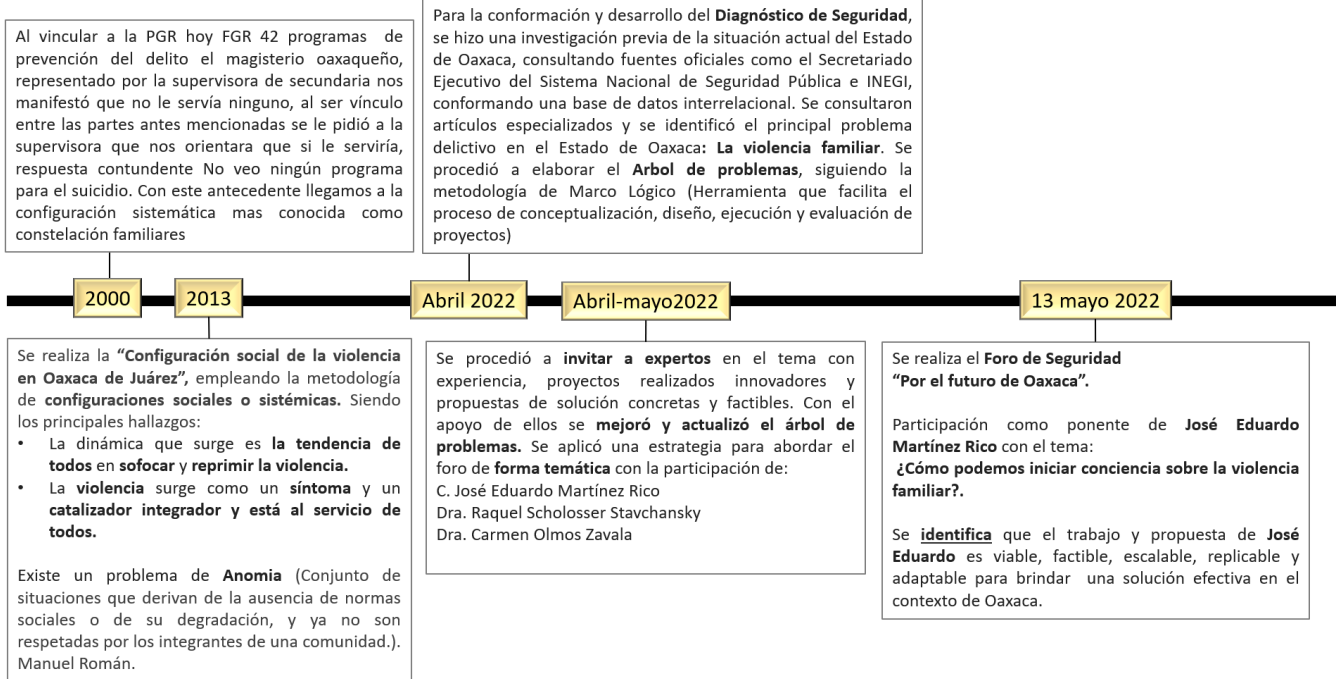 Al vincular a la PGR hoy FGR 42 programas de
prevención del delito el magisterio oaxaqueño,
representado por la supervisora de secundaria nos
manifestó que no le servía ninguno, al ser vínculo
entre las partes antes mencionadas se le pidió a la
supervisora que nos orientara que si le serviría,
respuesta contundente No veo ningún programa
para el suicidio. Con este antecedente llegamos a la
configuración sistemática mas conocida como
constelación familiares
Para la conformación y desarrollo del Diagnóstico de Seguridad,
se hizo una investigación previa de la situación actual del Estado
de Oaxaca, consultando fuentes oficiales como el Secretariado
Ejecutivo del Sistema Nacional de Seguridad Pública e INEGI,
conformando una base de datos interrelacional. Se consultaron
artículos especializados y se identificó el principal problema
delictivo en el Estado de Oaxaca: La violencia familiar. Se
procedió a elaborar el Arbol de problemas, siguiendo la
metodología de Marco Lógico (Herramienta que facilita el
proceso de conceptualización, diseño, ejecución y evaluación de
proyectos)
2000
2013
Abril 2022
Abril-mayo2022
13 mayo 2022
Se realiza la “Configuración social de la violencia
en Oaxaca de Juárez”, empleando la metodología
de configuraciones sociales o sistémicas. Siendo
los principales hallazgos:
• La dinámica que surge es la tendencia de
todos en sofocar y reprimir la violencia.
• La violencia surge como un síntoma y un
catalizador integrador y está al servicio de
todos.
Existe un problema de Anomia (Conjunto de
situaciones que derivan de la ausencia de normas
sociales o de su degradación, y ya no son
respetadas por los integrantes de una comunidad.).
Manuel Román.
Se procedió a invitar a expertos en el tema con
experiencia, proyectos realizados innovadores y
propuestas de solución concretas y factibles. Con el
apoyo de ellos se mejoró y actualizó el árbol de
problemas. Se aplicó una estrategia para abordar el
foro de forma temática con la participación de:
C. José Eduardo Martínez Rico
Dra. Raquel Scholosser Stavchansky
Dra. Carmen Olmos Zavala
Se realiza el Foro de Seguridad
“Por el futuro de Oaxaca”.
Participación como ponente de José Eduardo
Martínez Rico con el tema:
¿Cómo podemos iniciar conciencia sobre la violencia
familiar?.
Se identifica que el trabajo y propuesta de José
Eduardo es viable, factible, escalable, replicable y
adaptable para brindar una solución efectiva en el
contexto de Oaxaca.